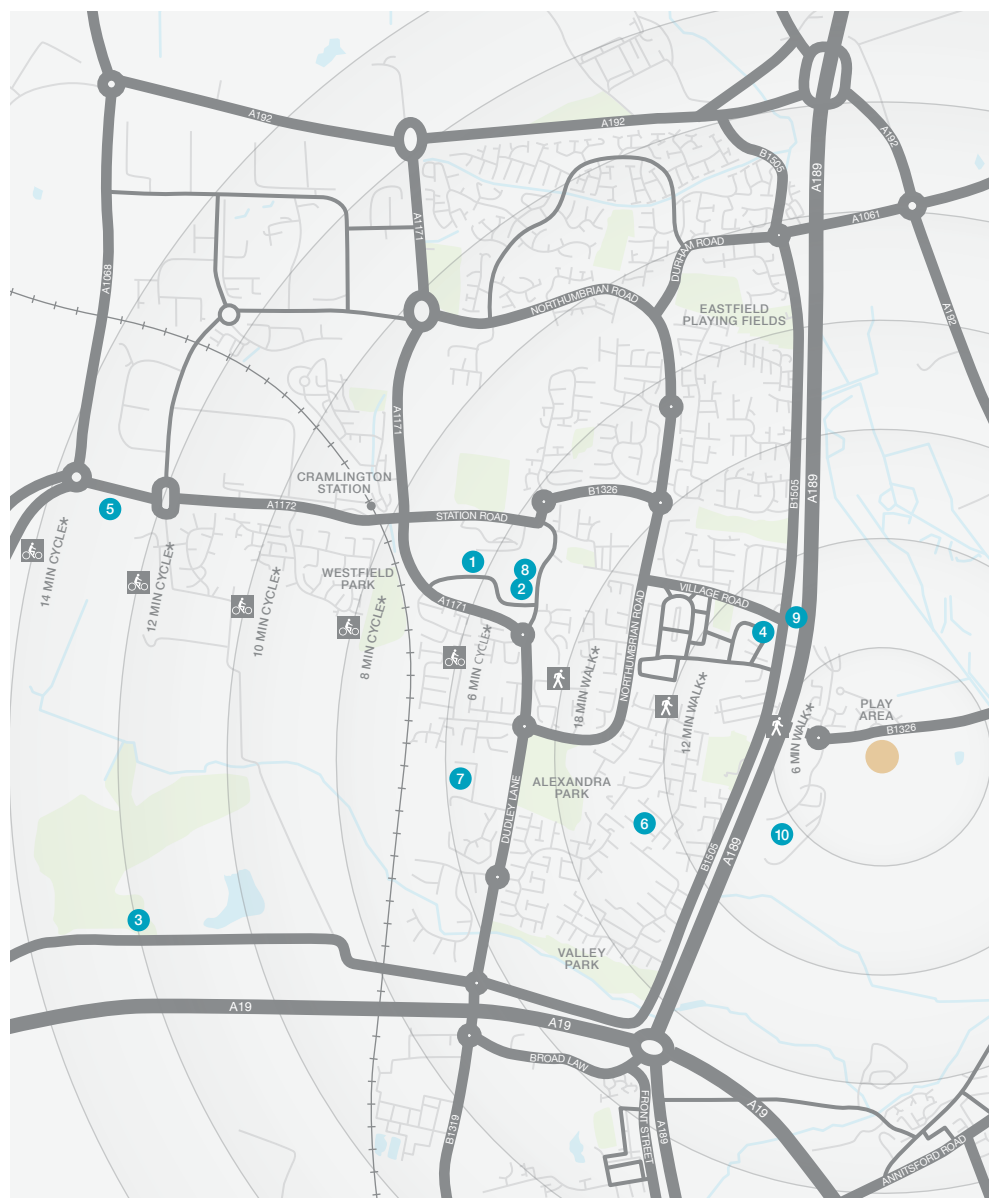 A192
A192
A192
B1505
A189
A1171
A1061
DURHAM ROAD
A1068
NORTHUMBRIAN ROAD
EASTFIELD
PLAYING FIELDS
A192
A1171
CRAMLINGTON
STATION
B1326
A189
B1505
A1172
STATION ROAD
5
14 MIN CYCLE*
12 MIN CYCLE*
10 MIN CYCLE*
WESTFIELD
PARK
8 MIN CYCLE*
1
8
2
A1171
6 MIN CYCLE*
18 MIN WALK*
NORTHUMBRIAN ROAD
VILLAGE ROAD
9
4
12 MIN WALK*
6 MIN WALK*
PLAY
AREA
B1326
7
ALEXANDRA
PARK
DUDLEY LANE
6
10
B1505
A189
3
VALLEY
PARK
A19
A19
BROAD LAW
B1319
FRONT STREET
A189
A19
ANNITSFORD ROAD